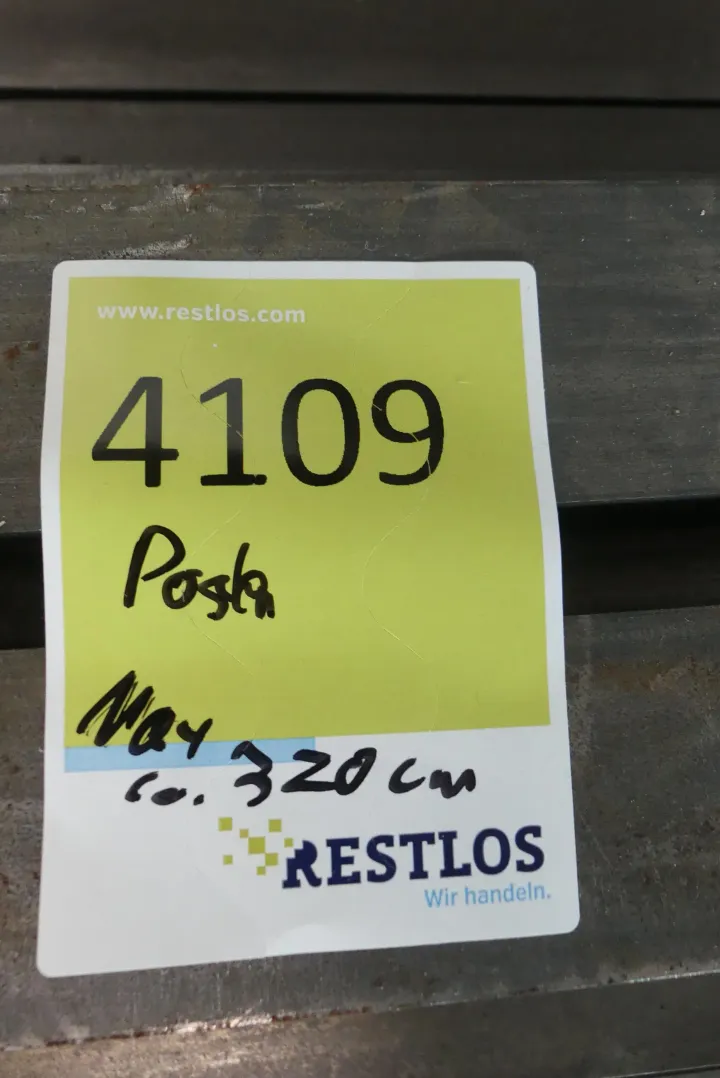 www.restlos.com
4109
Posten
Max
ca. 320 cm
RESTLOS
Wir handeln.